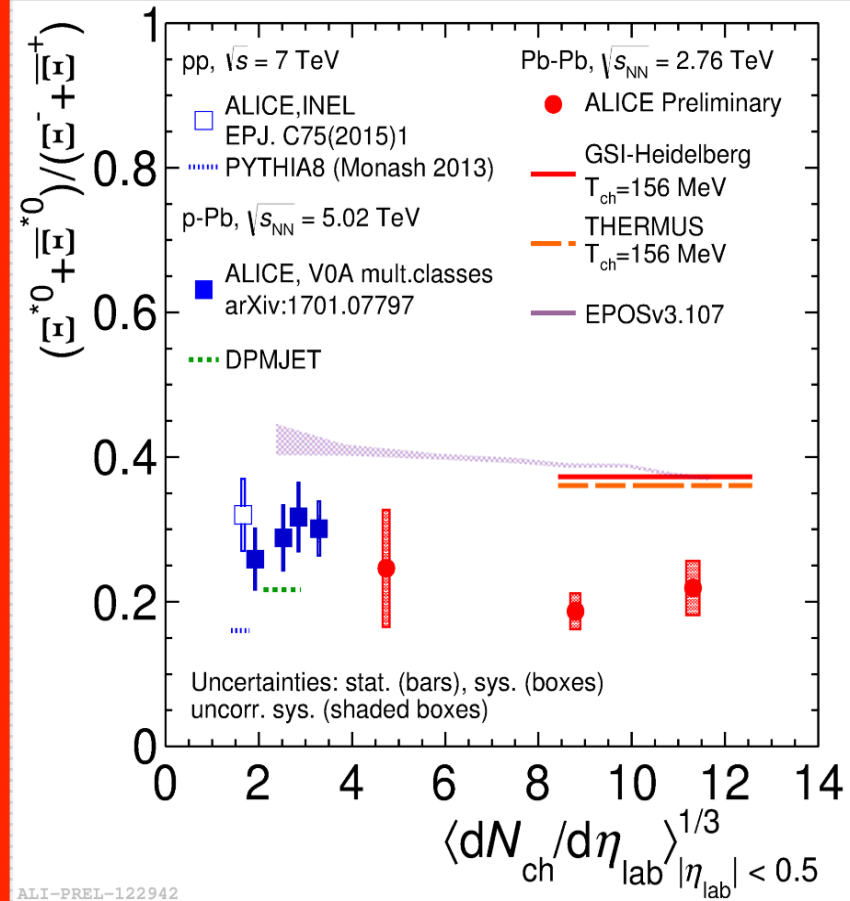 (Ξ*0+Ξ̅*0)/(Ξ-+Ξ̅+)
1
0.8
0.6
0.4
0.2
0
pp, √s = 7 TeV
ALICE,INEL
EPJ. C75(2015)1
PYTHIA8 (Monash 2013)
p-Pb, √sNN = 5.02 TeV
ALICE, V0A mult.classes
arXiv:1701.07797
DPMJET
Pb-Pb, √sNN = 2.76 TeV
ALICE Preliminary
GSI-Heidelberg
Tch=156 MeV
THERMUS
Tch=156 MeV
EPOSv3.107
Uncertainties: stat. (bars), sys. (boxes)
uncorr. sys. (shaded boxes)
0 2 4 6 8 10 12 14
⟨dNch/dηlab⟩1/3|ηlab| < 0.5
ALI-PREL-122942